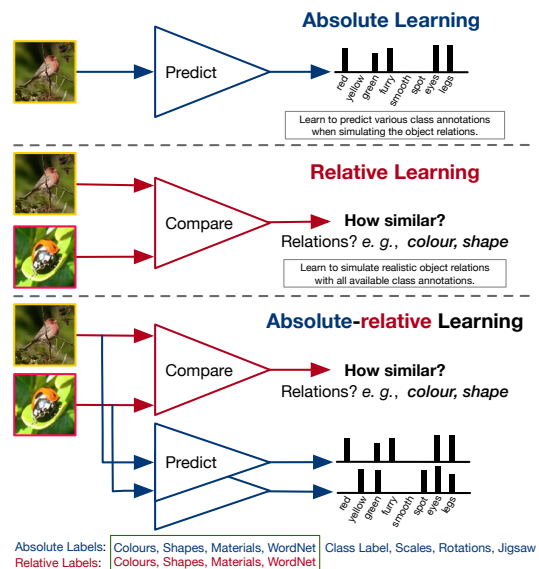 Absolute Learning
Predict
red
yellow
green
furry
smooth
spot
eyes
legs
Learn to predict various class annotations
when simulating the object relations.
Relative Learning
Compare
How similar?
Relations? e. g., colour, shape
Learn to simulate realistic object relations
with all available class annotations.
Absolute-relative Learning
Compare
How similar?
Relations? e. g., colour, shape
Predict
red
yellow
green
furry
smooth
spot
eyes
legs
Absolute Labels: Colours, Shapes, Materials, WordNet Class Label, Scales, Rotations, Jigsaw
Relative Labels: Colours, Shapes, Materials, WordNet